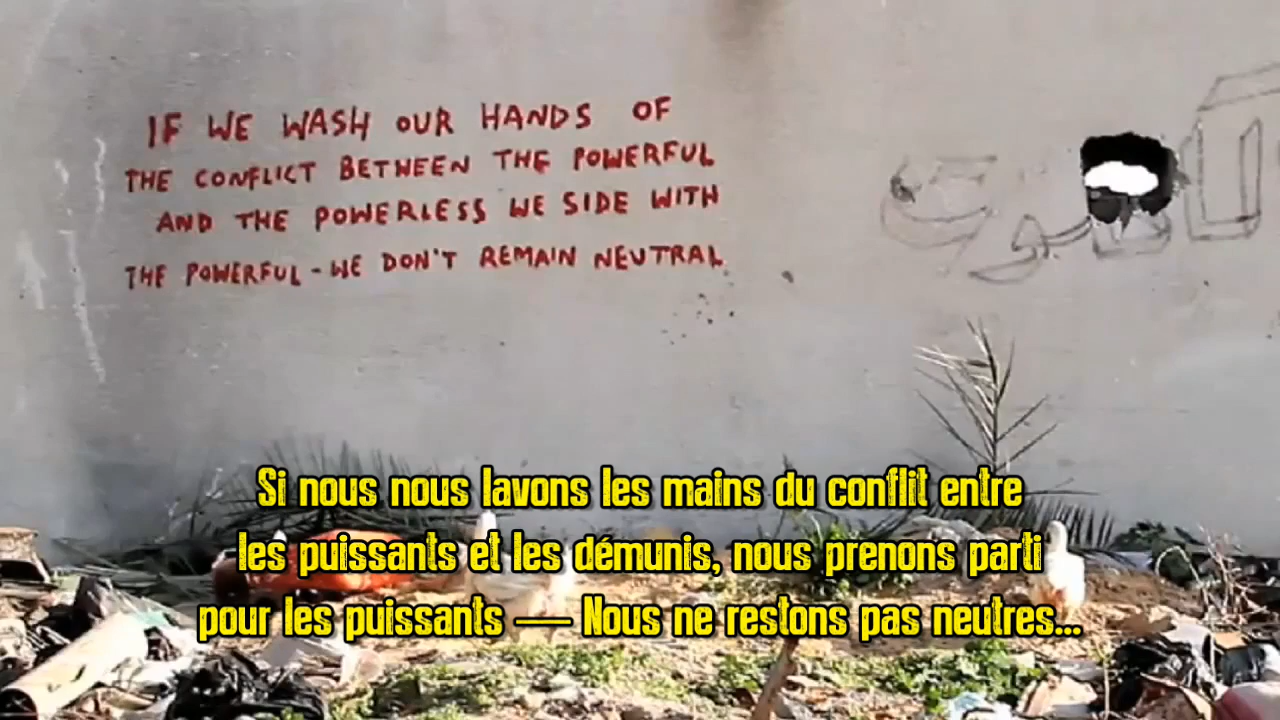 IF WE WASH OUR HANDS OF
THE CONFLICT BETWEEN THE POWERFUL
AND THE POWERLESS WE SIDE WITH
THE POWERFUL - WE DON'T REMAIN NEUTRAL
Si nous nous lavons les mains du conflit entre
les puissants et les démunis, nous prenons parti
pour les puissants — Nous ne restons pas neutres...